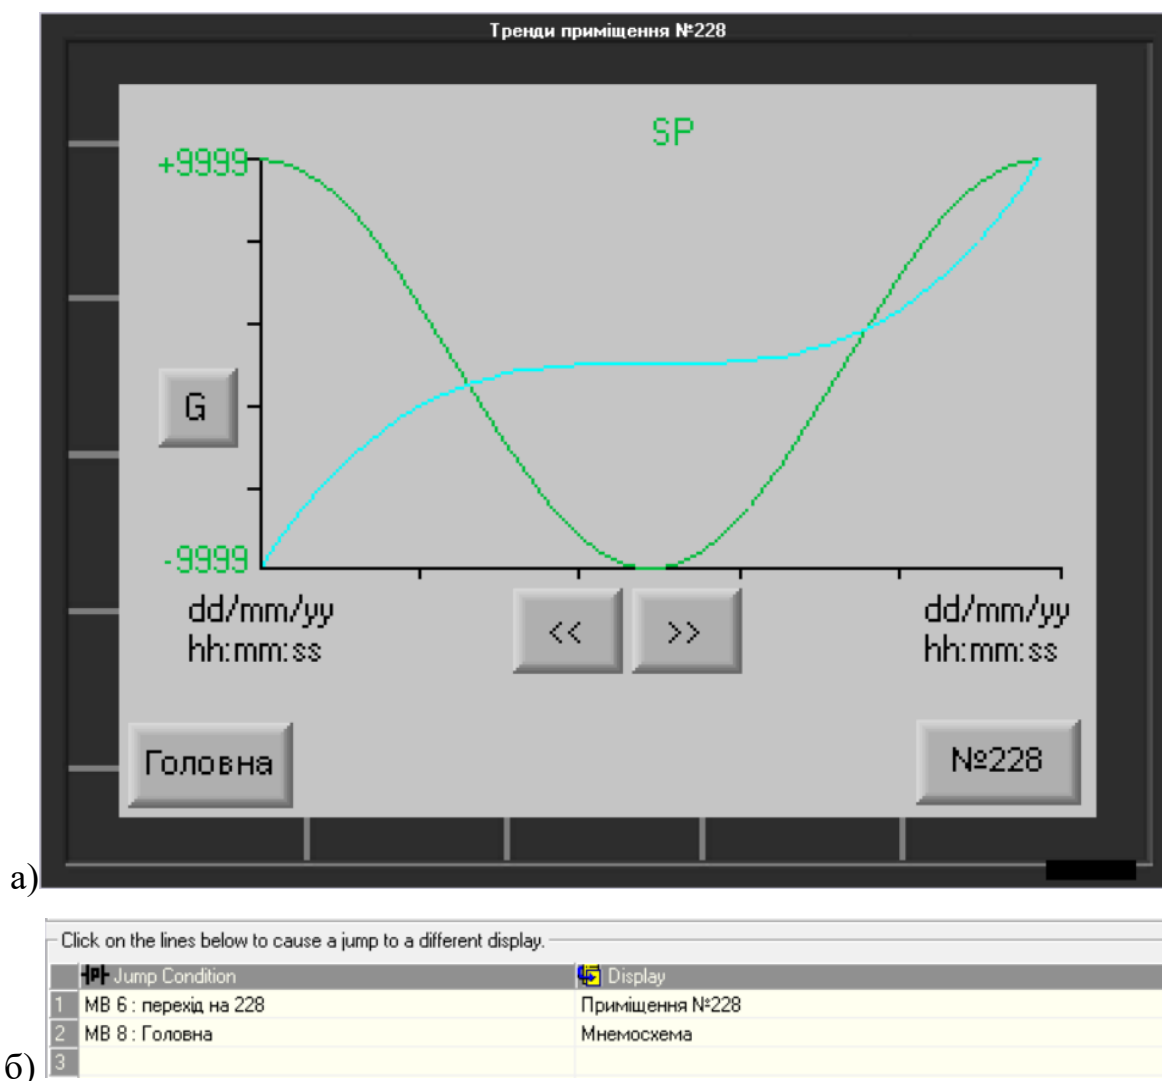 Тренди приміщення №228
SP
+9999
G
-9999
dd/mm/yy
hh:mm:ss
<<
>>
dd/mm/yy
hh:mm:ss
Головна
№228
а)
Click on the lines below to cause a jump to a different display.
Jump Condition Display
1 MB 6 : перехід на 228 Приміщення №228
2 MB 8 : Головна Мнемосхема
3
б)